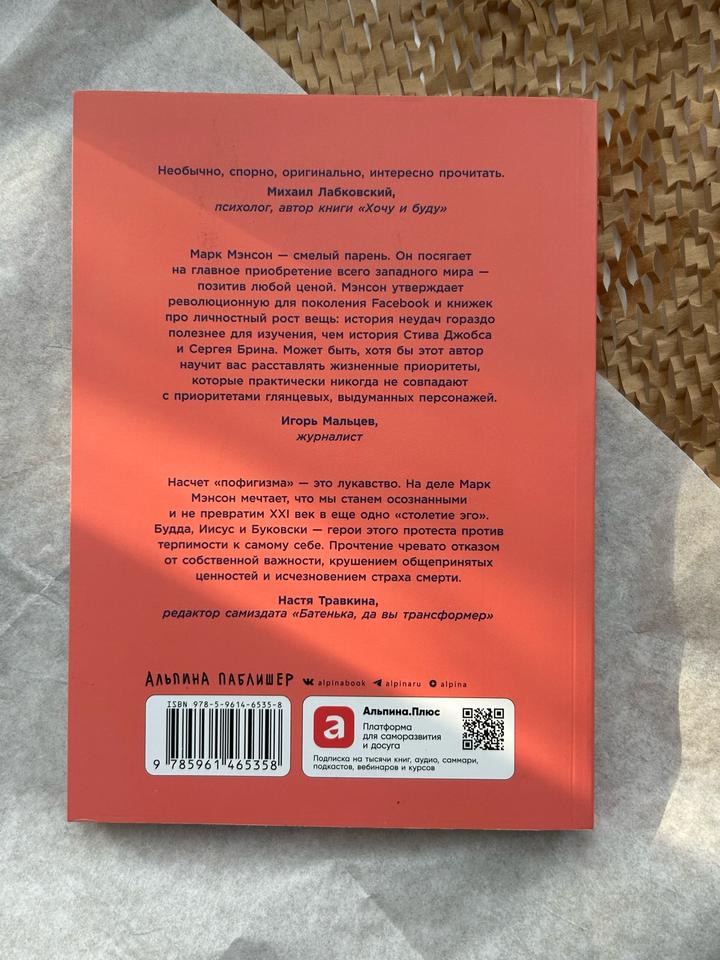 Необычно, спорно, оригинально, интересно прочитать.
Михаил Лабковский,
психолог, автор книги «Хочу и буду»
Марк Мэнсон — смелый парень. Он посягает
на главное приобретение всего западного мира —
позитив любой ценой. Мэнсон утверждает
революционную для поколения Facebook и книжек
про личностный рост вещь: история неудач гораздо
полезнее для изучения, чем история Стива Джобса
и Сергея Брина. Может быть, хотя бы этот автор
научит вас расставлять жизненные приоритеты,
которые практически никогда не совпадают
с приоритетами глянцевых, выдуманных персонажей.
Игорь Мальцев,
журналист
Насчет «пофигизма» — это лукавство. На деле Марк
Мэнсон мечтает, что мы станем осознанными
и не превратим XXI век в еще одно «столетие эго».
Будда, Иисус и Буковски — герои этого протеста против
терпимости к самому себе. Прочтение чревато отказом
от собственной важности, крушением общепринятых
ценностей и исчезновением страха смерти.
Настя Травкина,
редактор самиздата «Батенька, да вы трансформер»
АЛЬПИНА ПАБЛИШЕР alpinabook alpinaru alpina
ISBN 978-5-9614-6535-8
9 785961 465358
a
Альпина.Плюс
Платформа
для саморазвития
и досуга
Подписка на тысячи книг, аудио, саммари,
подкастов, вебинаров и курсов